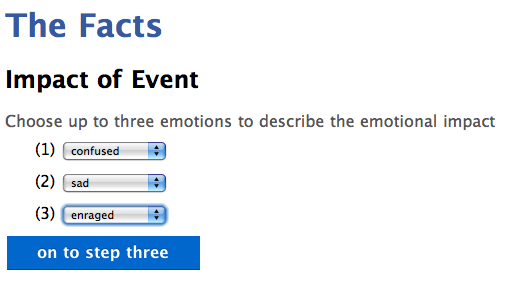 The Facts
Impact of Event
Choose up to three emotions to describe the emotional impact
(1) confused
(2) sad
(3) enraged
on to step three